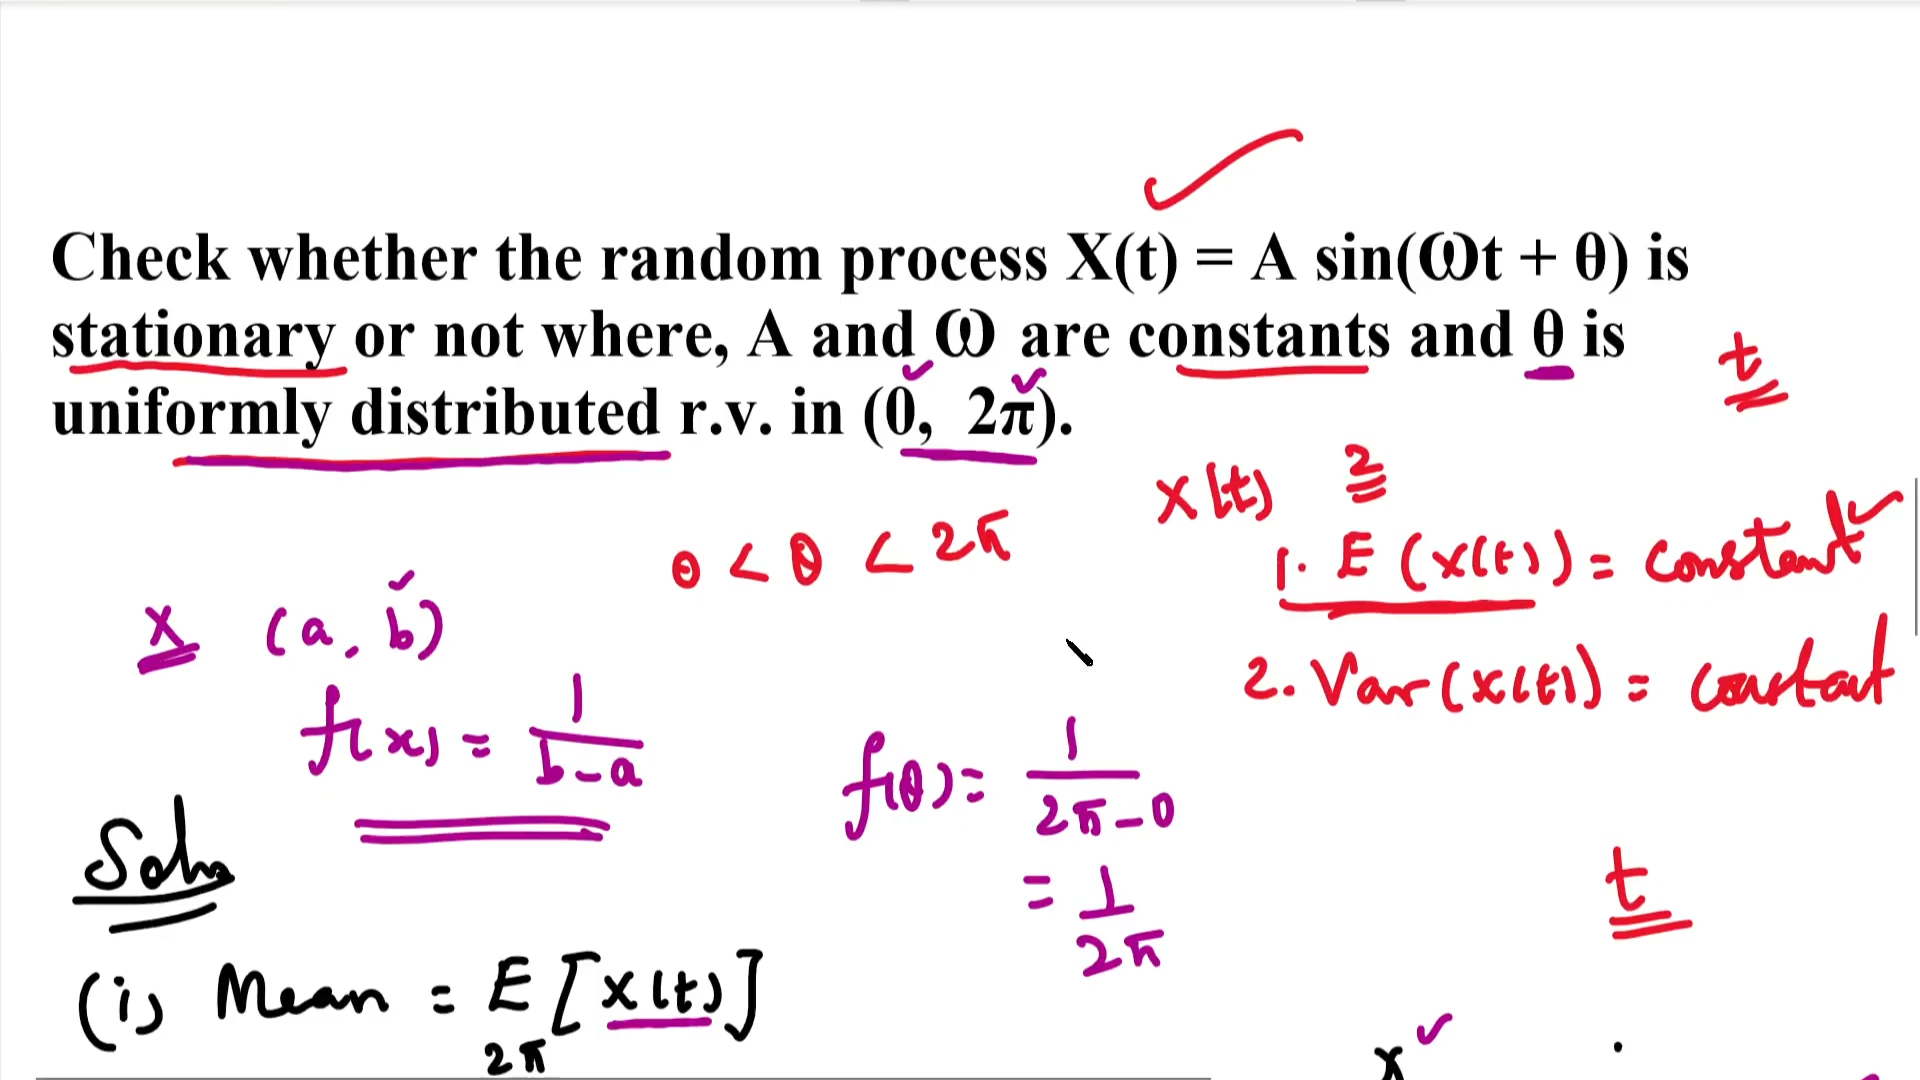 Check whether the random process X(t) = A sin(ωt + θ) is
stationary or not where, A and ω are constants and θ is
uniformly distributed r.v. in (0, 2π).
t
X(t) 2
0 < θ < 2π
1. E(x(t)) = constant
x (a, b)
2. Var(x(t)) = constant
f(x) = 1/b-a
f(θ) = 1/2π-0
= 1/2π
Soln
t
(i) Mean = E[x(t)]
2π
x